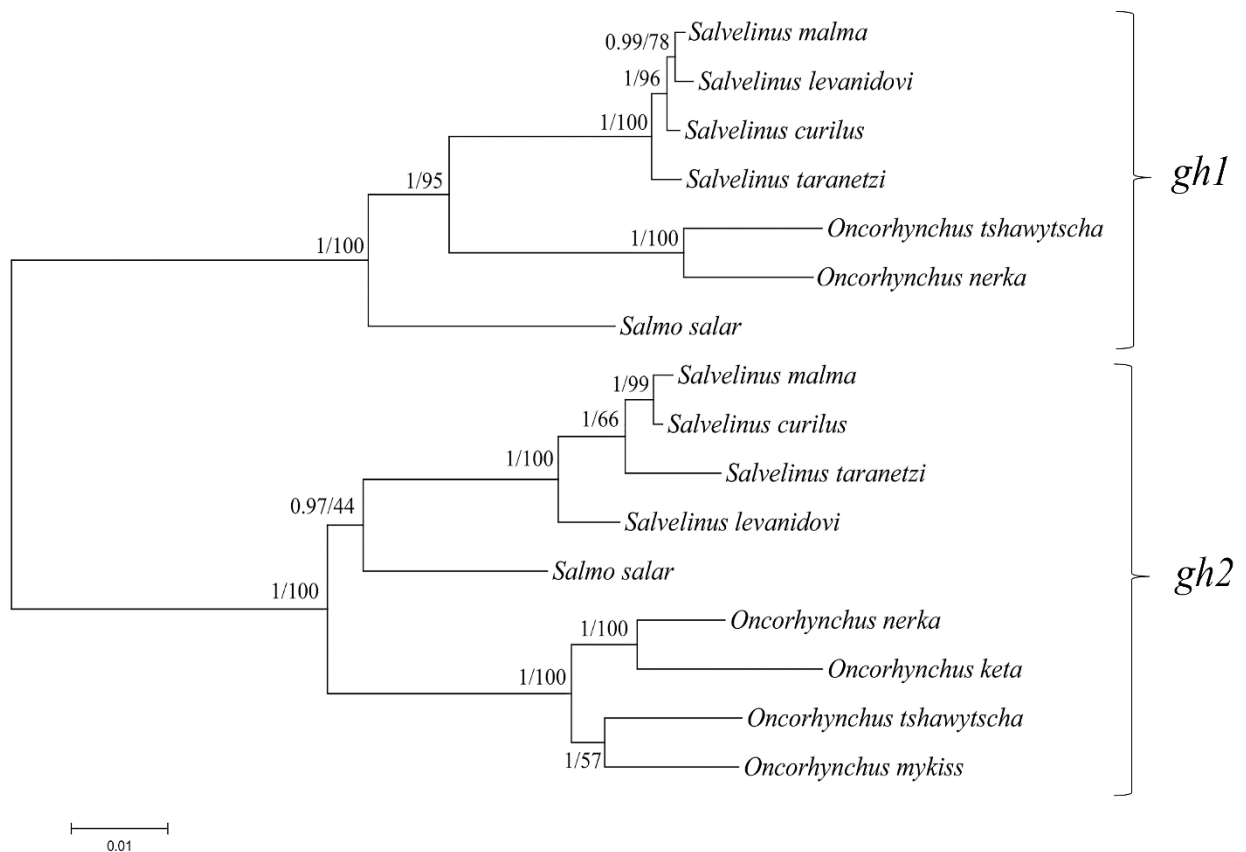 Salvelinus malma
0.99/78
Salvelinus levanidovi
1/96
Salvelinus curilus
1/100
Salvelinus taranetzi
gh1
1/95
Oncorhynchus tshawytscha
1/100
1/100
Oncorhynchus nerka
Salmo salar
Salvelinus malma
1/99
Salvelinus curilus
1/66
Salvelinus taranetzi
1/100
0.97/44
Salvelinus levanidovi
Salmo salar
gh2
1/100
Oncorhynchus nerka
1/100
Oncorhynchus keta
1/100
Oncorhynchus tshawytscha
1/57
Oncorhynchus mykiss
0.01